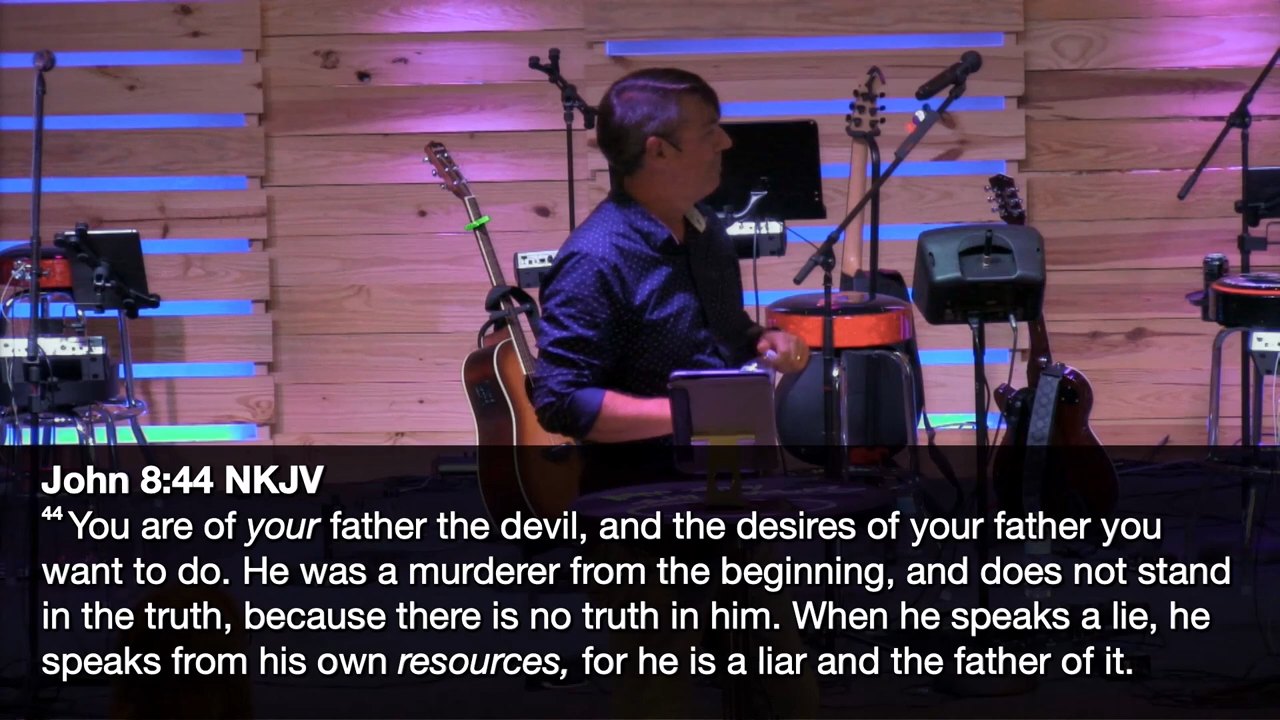 John 8:44 NKJV
44 You are of your father the devil, and the desires of your father you
want to do. He was a murderer from the beginning, and does not stand
in the truth, because there is no truth in him. When he speaks a lie, he
speaks from his own resources, for he is a liar and the father of it.